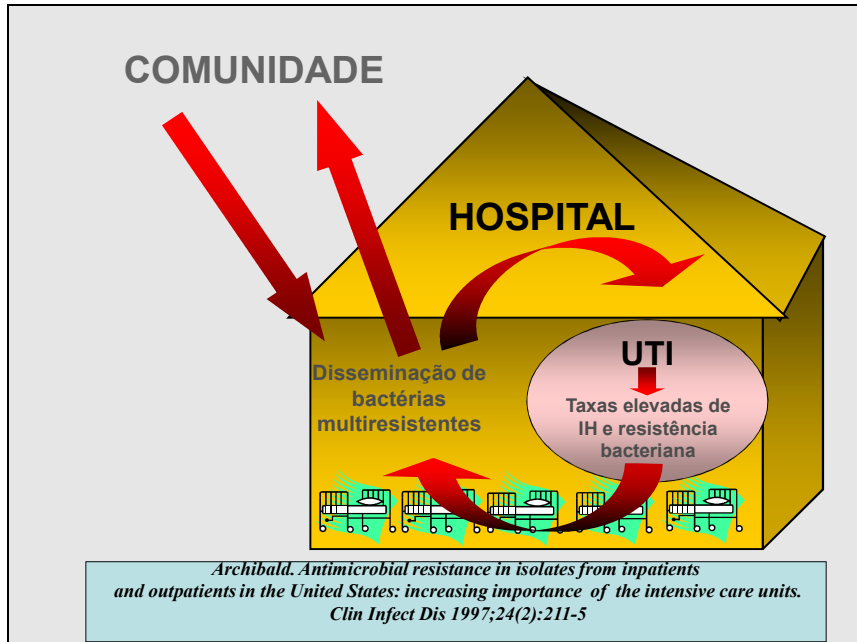 COMUNIDADE
HOSPITAL
Disseminação de
bactérias
multiresistentes
UTI
Taxas elevadas de
IH e resistência
bacteriana
Archibald. Antimicrobial resistance in isolates from inpatients
and outpatients in the United States: increasing importance of the intensive care units.
Clin Infect Dis 1997;24(2):211-5